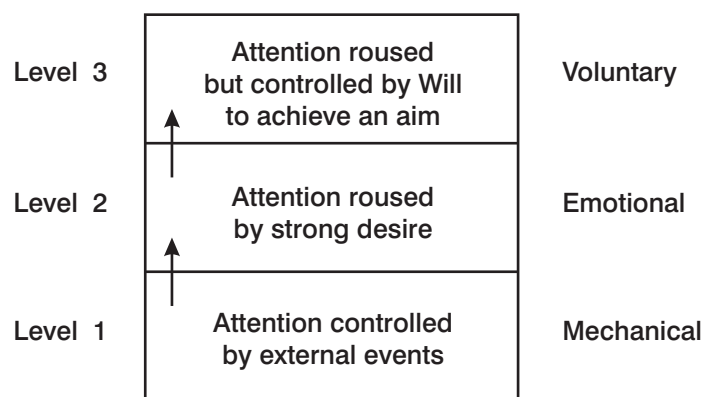 Level 3
Attention roused
but controlled by Will
to achieve an aim
Voluntary
Level 2
Attention roused
by strong desire
Emotional
Level 1
Attention controlled
by external events
Mechanical